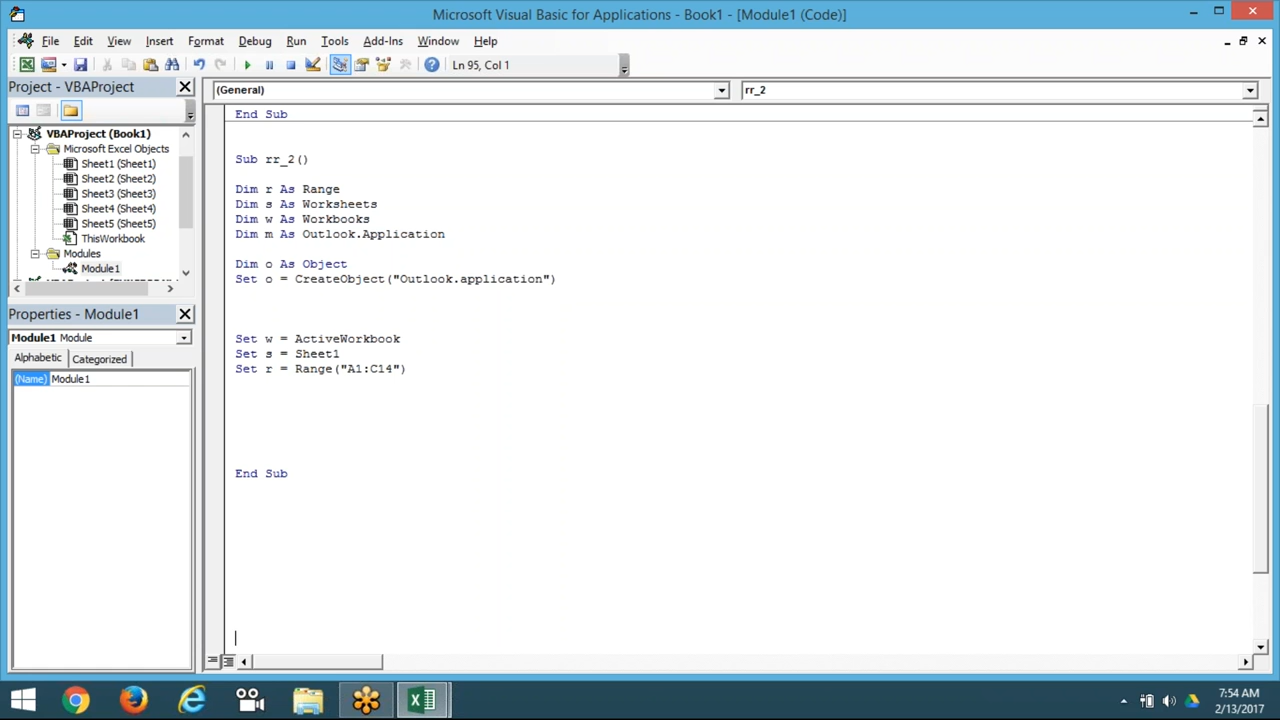 Microsoft Visual Basic for Applications - Book1 - [Module1 (Code)]
File Edit View Insert Format Debug Run Tools Add-Ins Window Help
Ln 95, Col 1
Project - VBAProject
VBAProject (Book1)
Microsoft Excel Objects
Sheet1 (Sheet1)
Sheet2 (Sheet2)
Sheet3 (Sheet3)
Sheet4 (Sheet4)
Sheet5 (Sheet5)
ThisWorkbook
Modules
Module1
Properties - Module1
Module1 Module
Alphabetic Categorized
(Name) Module1
(General) rr_2
End Sub
Sub rr_2()
Dim r As Range
Dim s As Worksheets
Dim w As Workbooks
Dim m As Outlook.Application
Dim o As Object
Set o = CreateObject("Outlook.application")
Set w = ActiveWorkbook
Set s = Sheet1
Set r = Range("A1:C14")
End Sub
7:54 AM
2/13/2017